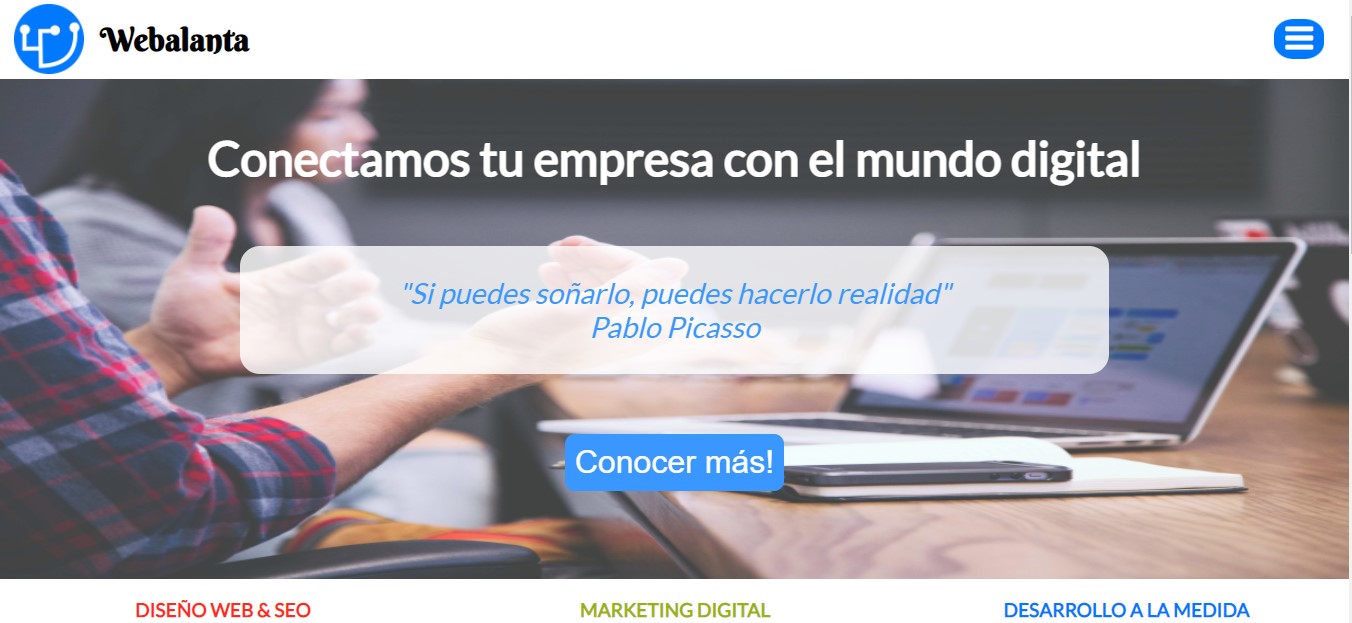 Webalanta
Conectamos tu empresa con el mundo digital
"Si puedes soñarlo, puedes hacerlo realidad"
Pablo Picasso
Conocer más!
DISEÑO WEB & SEO
MARKETING DIGITAL
DESARROLLO A LA MEDIDA